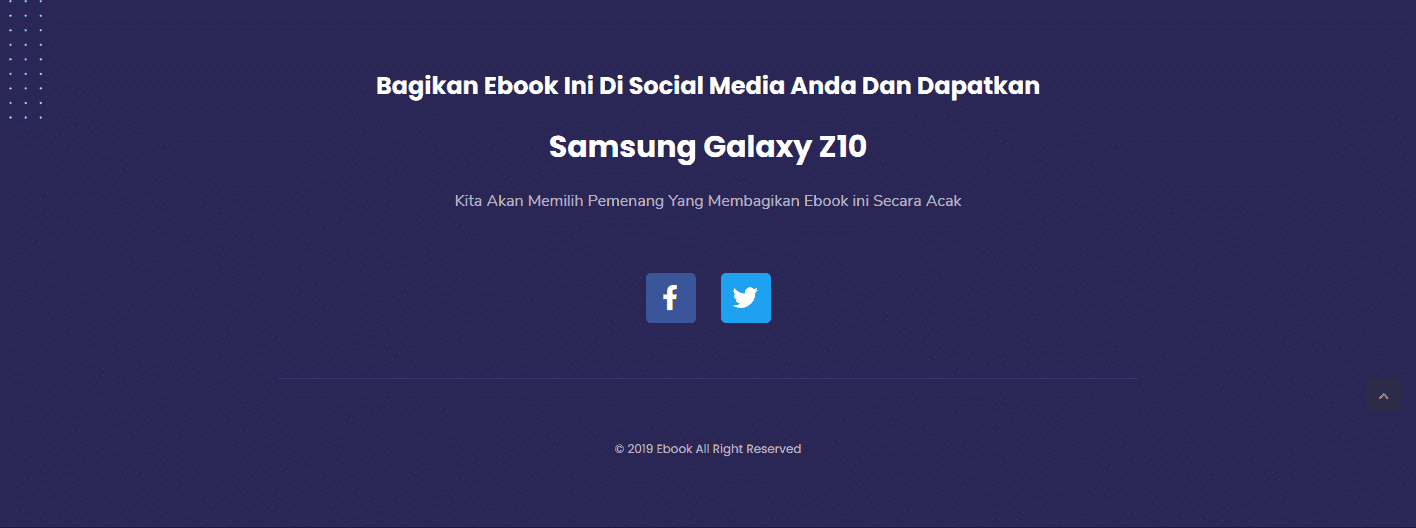 Bagikan Ebook Ini Di Social Media Anda Dan Dapatkan
Samsung Galaxy Z10
Kita Akan Memilih Pemenang Yang Membagikan Ebook ini Secara Acak
© 2019 Ebook All Right Reserved